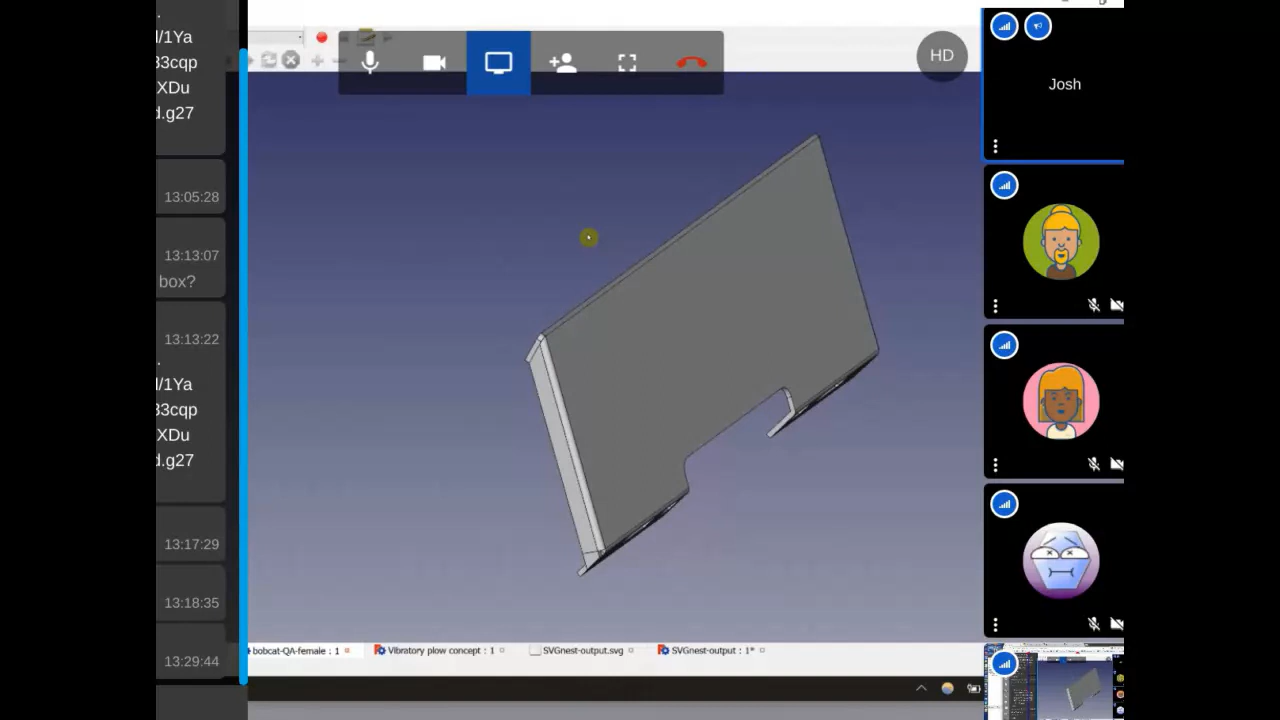 .
I/1Ya
33cqp
XDu
d.g27
13:05:28
13:13:07
box?
13:13:22
.
I/1Ya
33cqp
XDu
d.g27
13:17:29
13:18:35
13:29:44
HD
Josh
bobcat-QA-female : 1
Vibratory plow concept : 1
SVGnest-output.svg
SVGnest-output : 1*